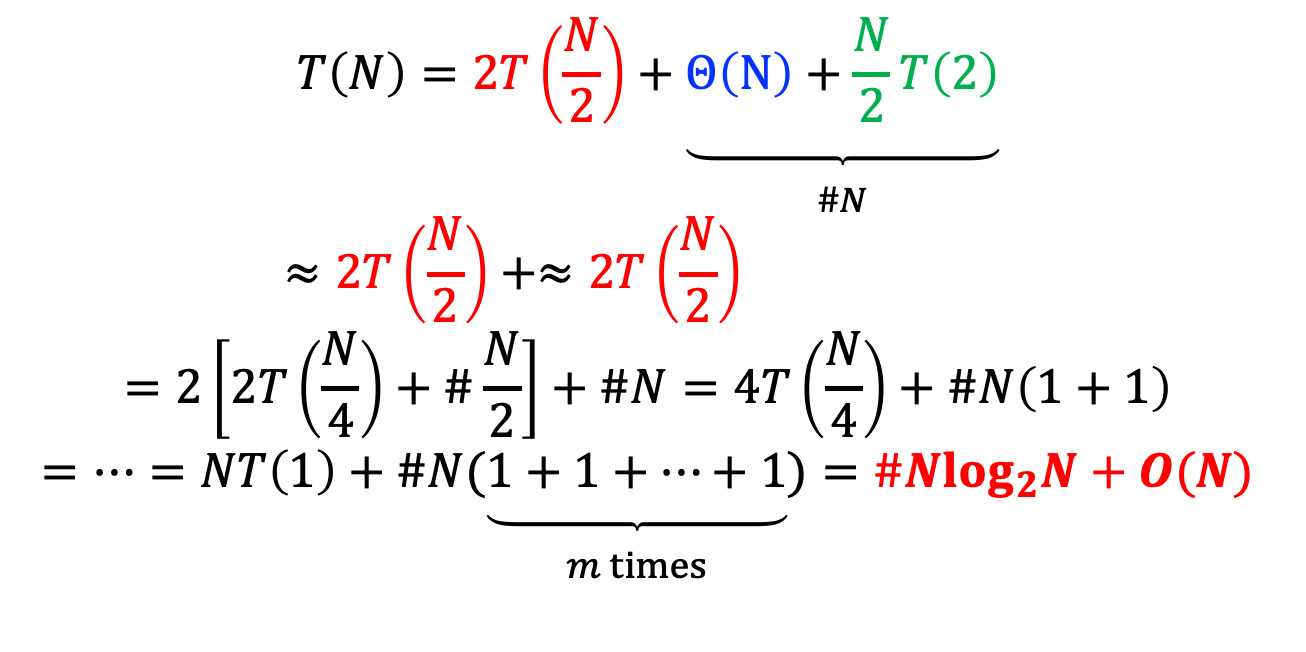 T(N) = 2T(N/2) + Θ(N) + N/2 T(2)
#N
≈ 2T(N/2) +≈ 2T(N/2)
= 2[2T(N/4) + # N/2] + #N = 4T(N/4) + #N(1 + 1)
= ⋯ = NT(1) + #N(1 + 1 + ⋯ + 1) = #Nlog₂N + O(N)
m times